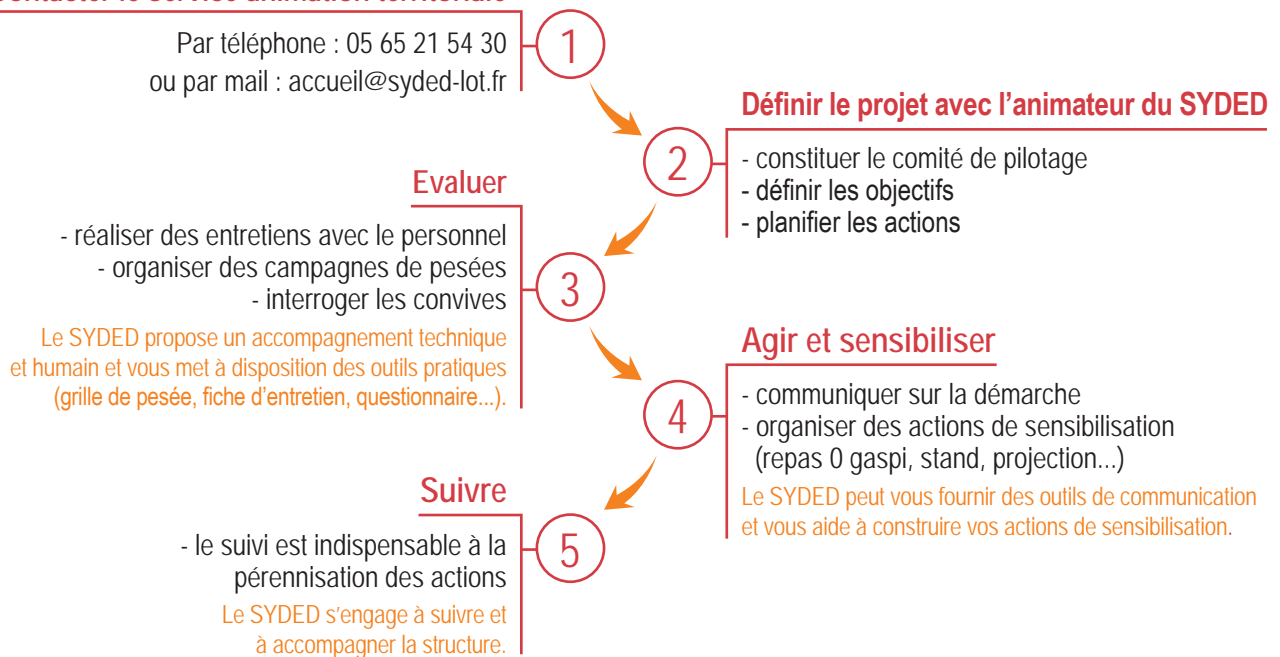 Contacter le service animation territoriale
Par téléphone : 05 65 21 54 30
ou par mail : accueil@syded-lot.fr
1
Définir le projet avec l'animateur du SYDED
- constituer le comité de pilotage
- définir les objectifs
- planifier les actions
2
Evaluer
- réaliser des entretiens avec le personnel
- organiser des campagnes de pesées
- interroger les convives
Le SYDED propose un accompagnement technique
et humain et vous met à disposition des outils pratiques
(grille de pesée, fiche d'entretien, questionnaire...).
3
Agir et sensibiliser
- communiquer sur la démarche
- organiser des actions de sensibilisation
(repas 0 gaspi, stand, projection...)
Le SYDED peut vous fournir des outils de communication
et vous aide à construire vos actions de sensibilisation.
4
Suivre
- le suivi est indispensable à la
pérennisation des actions
Le SYDED s'engage à suivre et
à accompagner la structure.
5